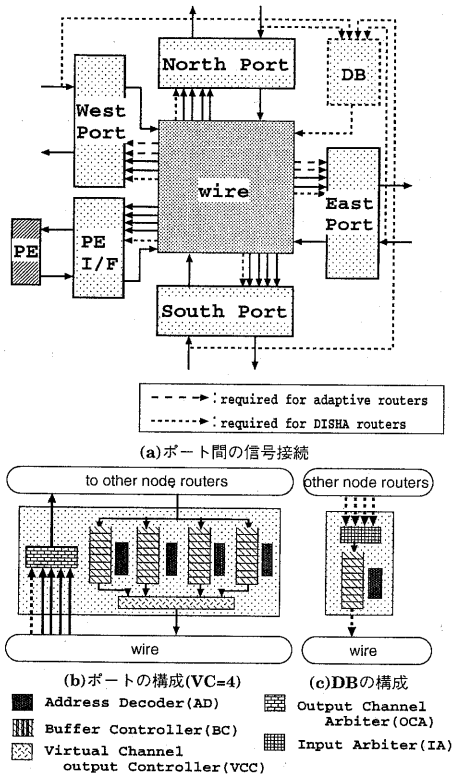 North Port
DB
West
Port
wire
East
Port
PE
PE
I/F
South Port
:required for adaptive routers
:required for DISHA routers
(a)ポート間の信号接続
to other node routers
other node routers
wire
wire
(b)ポートの構成(VC=4)
(c)DBの構成
Address Decoder(AD)
Output Channel
Arbiter(OCA)
Buffer Controller(BC)
Virtual Channel
output Controller(VCC)
Input Arbiter(IA)